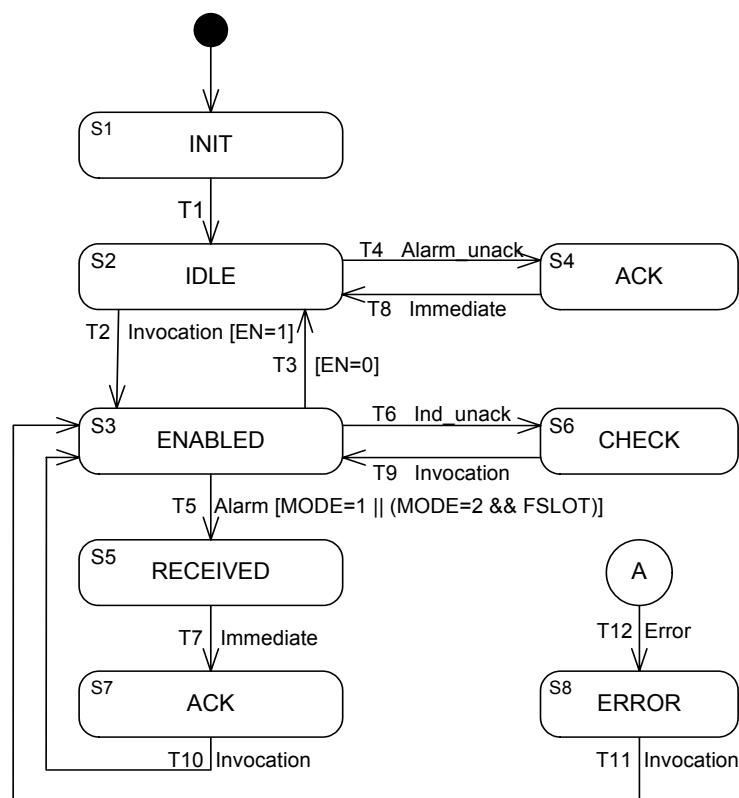 S1
INIT
T1
S2
IDLE
T4 Alarm_unack
S4
ACK
T8 Immediate
T2 Invocation [EN=1]
T3 [EN=0]
S3
ENABLED
T6 Ind_unack
S6
CHECK
T9 Invocation
T5 Alarm [MODE=1 || (MODE=2 && FSLOT)]
S5
RECEIVED
A
T7 Immediate
T12 Error
S7
ACK
S8
ERROR
T10 Invocation
T11 Invocation